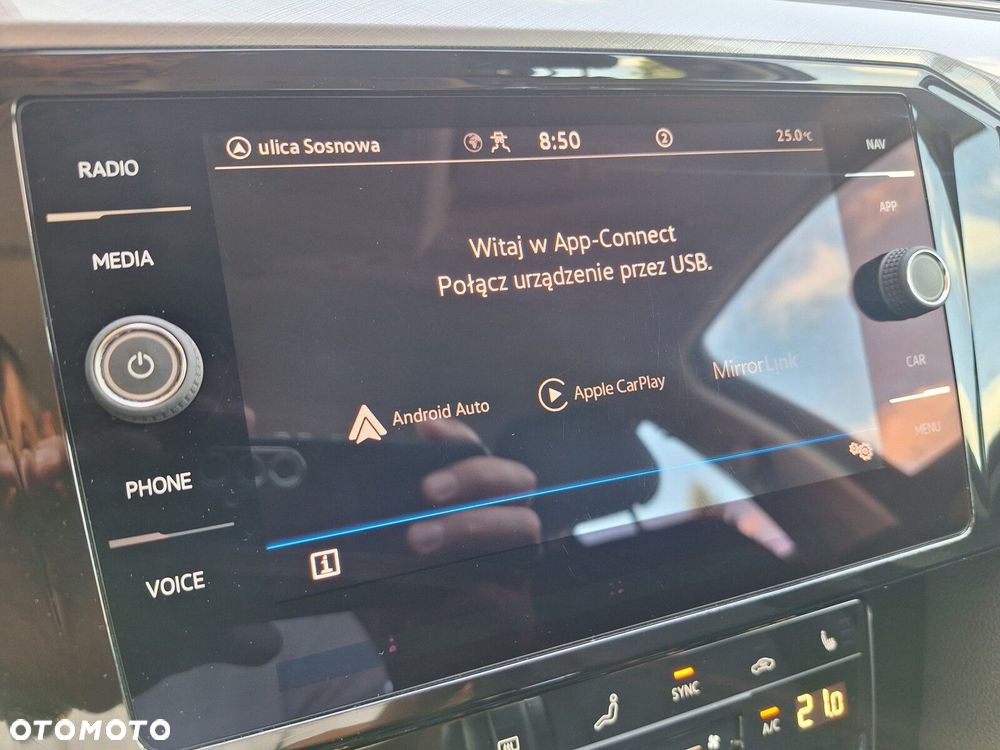 RADIO
MEDIA
PHONE
VOICE
ulica Sosnowa
8:50
2
25.0°C
Witaj w App-Connect
Połącz urządzenie przez USB.
Android Auto
Apple CarPlay
MirrorLink
i
NAV
APP
CAR
MENU
SYNC
A/C
21.0
OTOMOTO